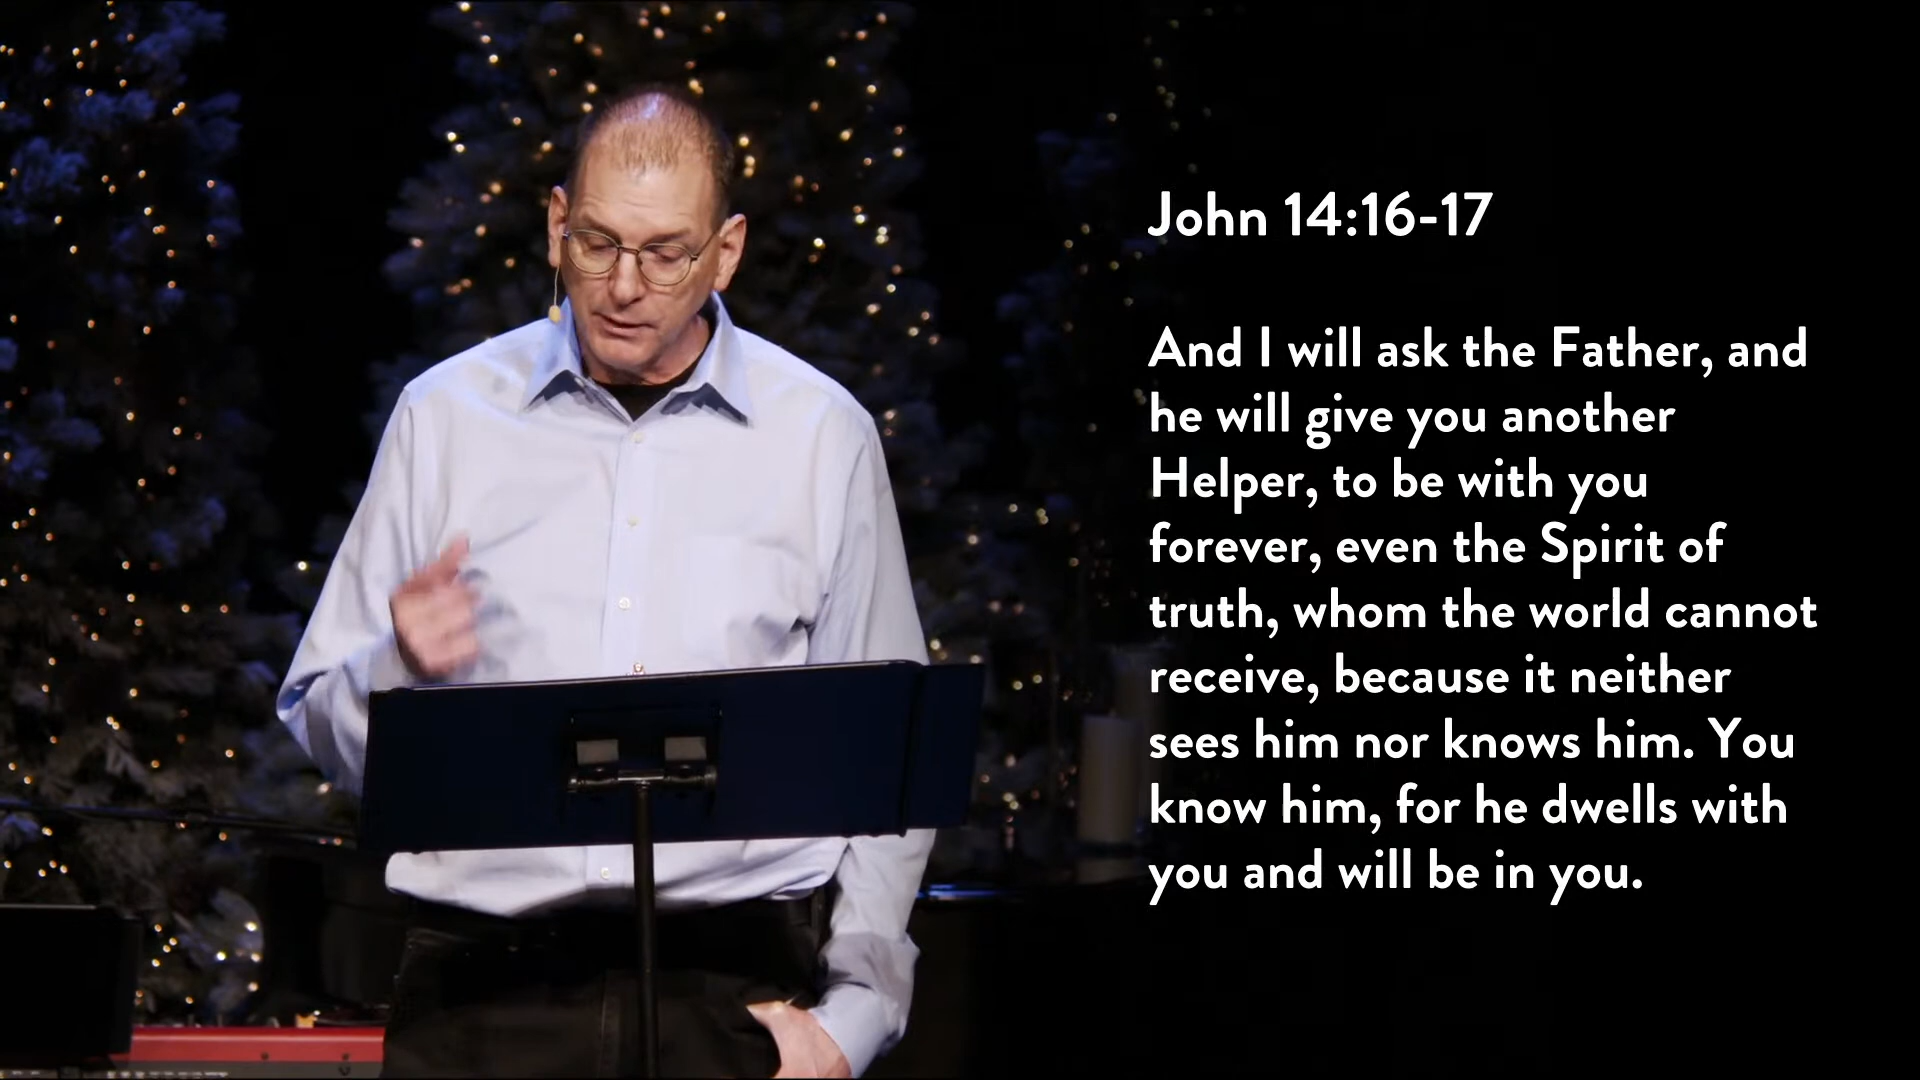 John 14:16-17
And I will ask the Father, and
he will give you another
Helper, to be with you
forever, even the Spirit of
truth, whom the world cannot
receive, because it neither
sees him nor knows him. You
know him, for he dwells with
you and will be in you.